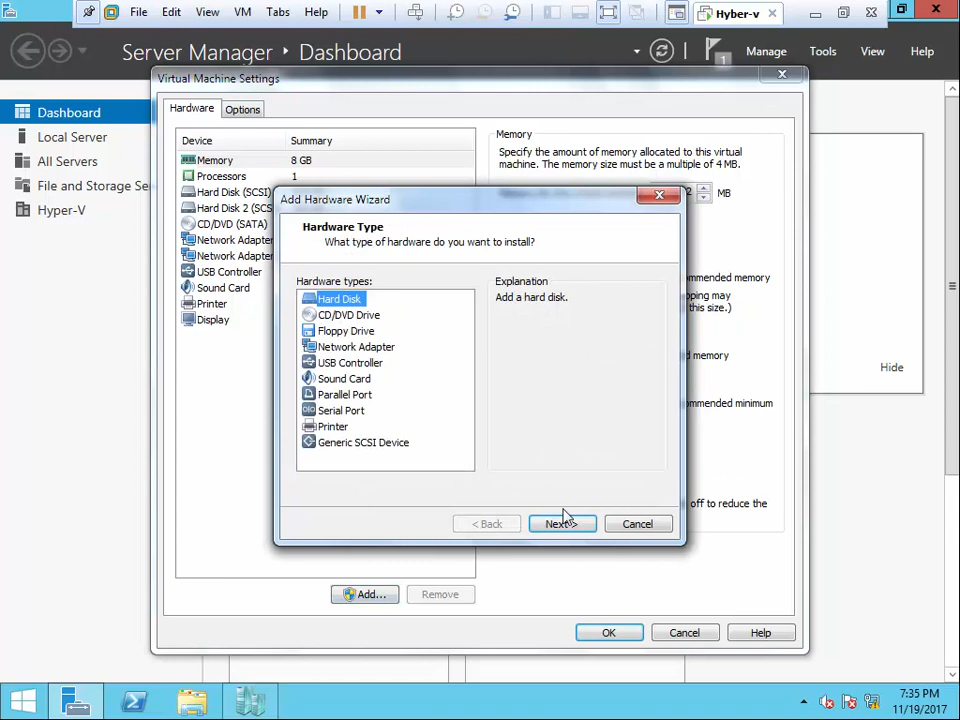 File Edit View VM Tabs Help Hyber-v
Server Manager Dashboard 1 Manage Tools View Help
Virtual Machine Settings
Dashboard
Local Server
All Servers
File and Storage Se
Hyper-V
Hardware Options
Device Summary
Memory 8 GB
Processors 1
Hard Disk (SCSI)
Hard Disk 2 (SCS
CD/DVD (SATA)
Network Adapter
Network Adapter
USB Controller
Sound Card
Printer
Display
Memory
Specify the amount of memory allocated to this virtual
machine. The memory size must be a multiple of 4 MB.
2 MB
ommended memory
pping may
this size.)
d memory
ommended minimum
off to reduce the
Hide
Add Hardware Wizard
Hardware Type
What type of hardware do you want to install?
Hardware types:
Hard Disk
CD/DVD Drive
Floppy Drive
Network Adapter
USB Controller
Sound Card
Parallel Port
Serial Port
Printer
Generic SCSI Device
Explanation
Add a hard disk.
< Back Next > Cancel
Add... Remove
OK Cancel Help
7:35 PM
11/19/2017